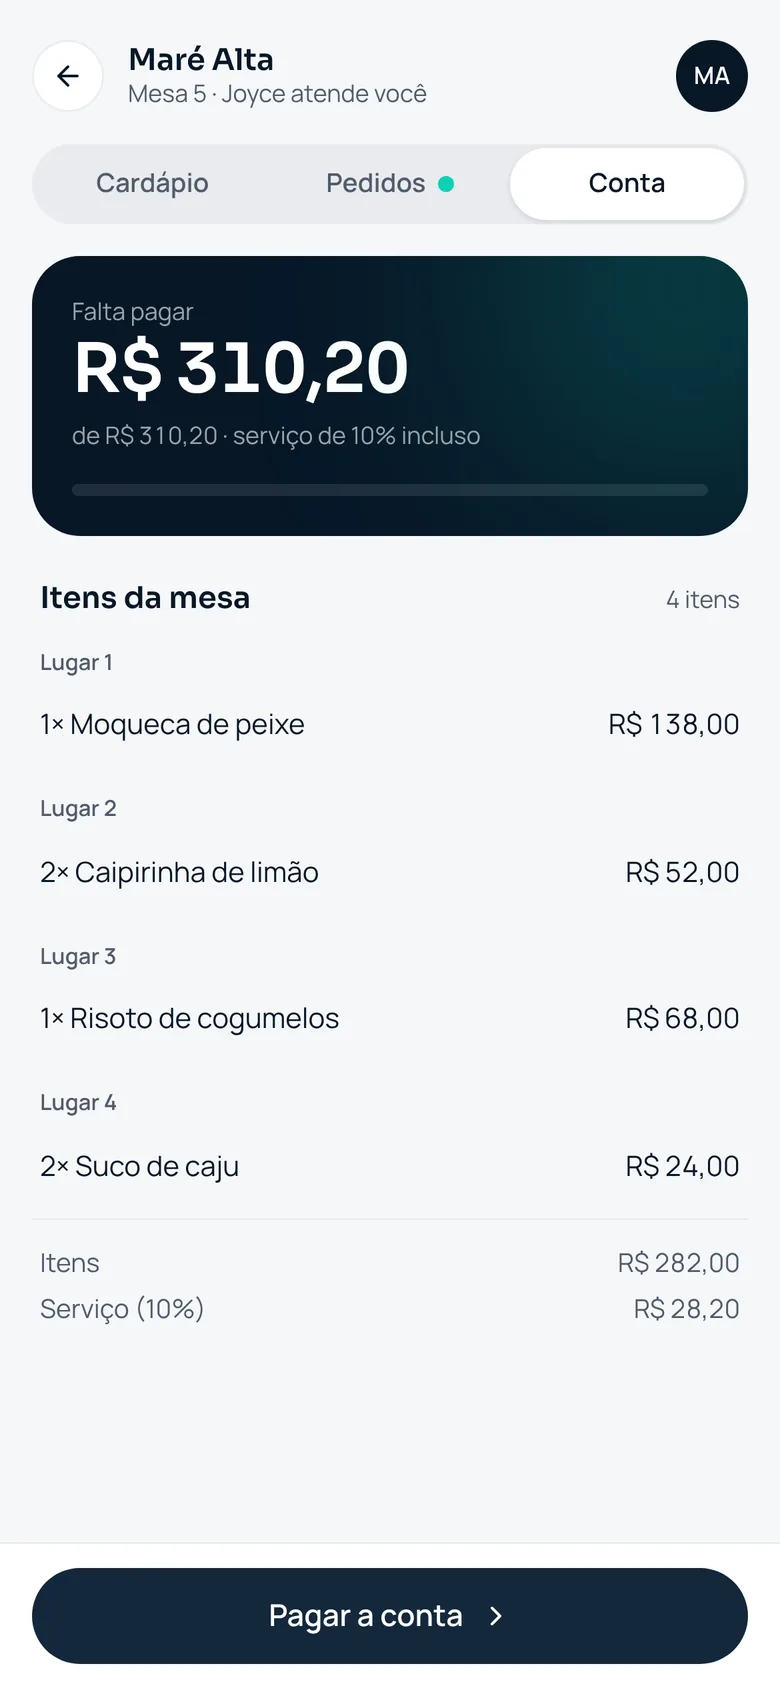 Maré Alta
Mesa 5 · Joyce atende você
MA
Cardápio
Pedidos
Conta
Falta pagar
R$ 310,20
de R$ 310,20 · serviço de 10% incluso
Itens da mesa
4 itens
Lugar 1
1× Moqueca de peixe R$ 138,00
Lugar 2
2× Caipirinha de limão R$ 52,00
Lugar 3
1× Risoto de cogumelos R$ 68,00
Lugar 4
2× Suco de caju R$ 24,00
Itens R$ 282,00
Serviço (10%) R$ 28,20
Pagar a conta